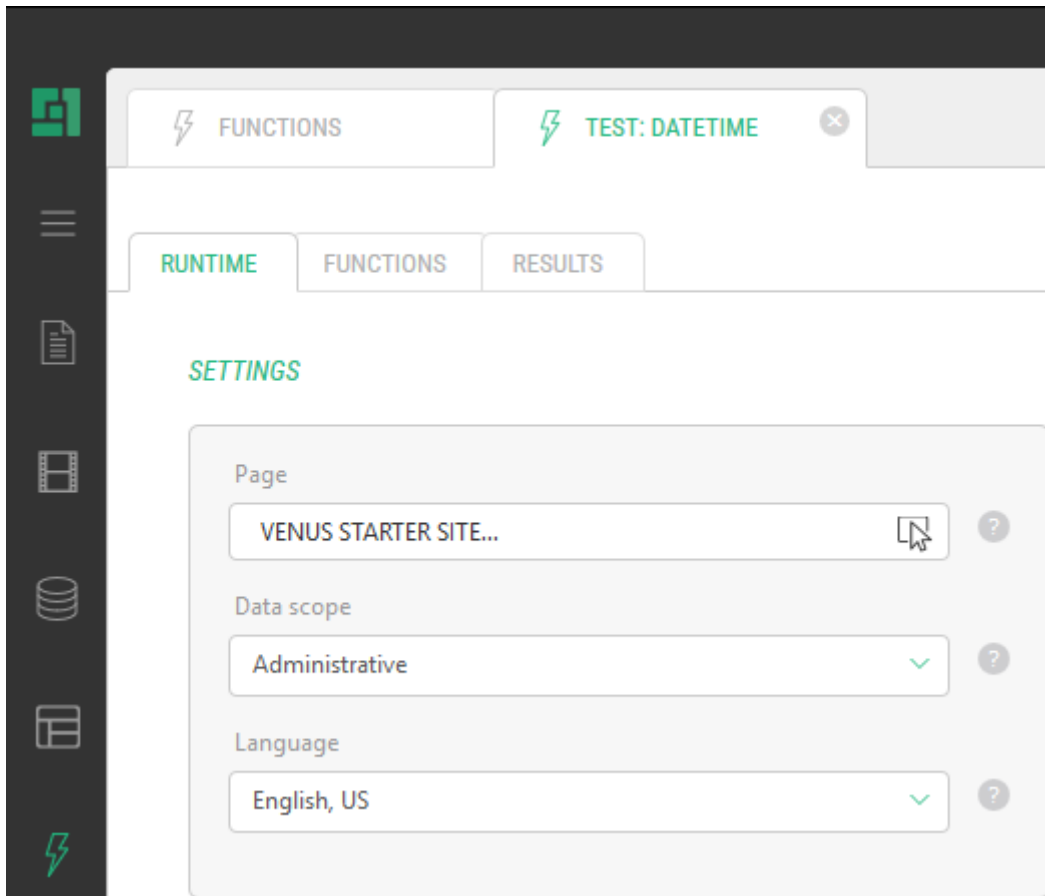 FUNCTIONS
TEST: DATETIME
RUNTIME
FUNCTIONS
RESULTS
SETTINGS
Page
VENUS STARTER SITE...
?
Data scope
Administrative
?
Language
English, US
?